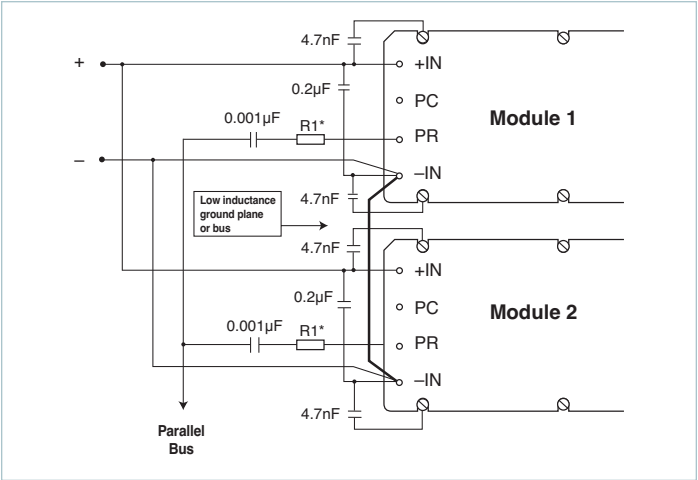 4.7nF
+
+IN
0.2µF
PC
Module 1
0.001µF
R1*
PR
–
–IN
4.7nF
Low inductance
ground plane
or bus
4.7nF
+IN
0.2µF
PC
Module 2
0.001µF
R1*
PR
–IN
4.7nF
Parallel
Bus